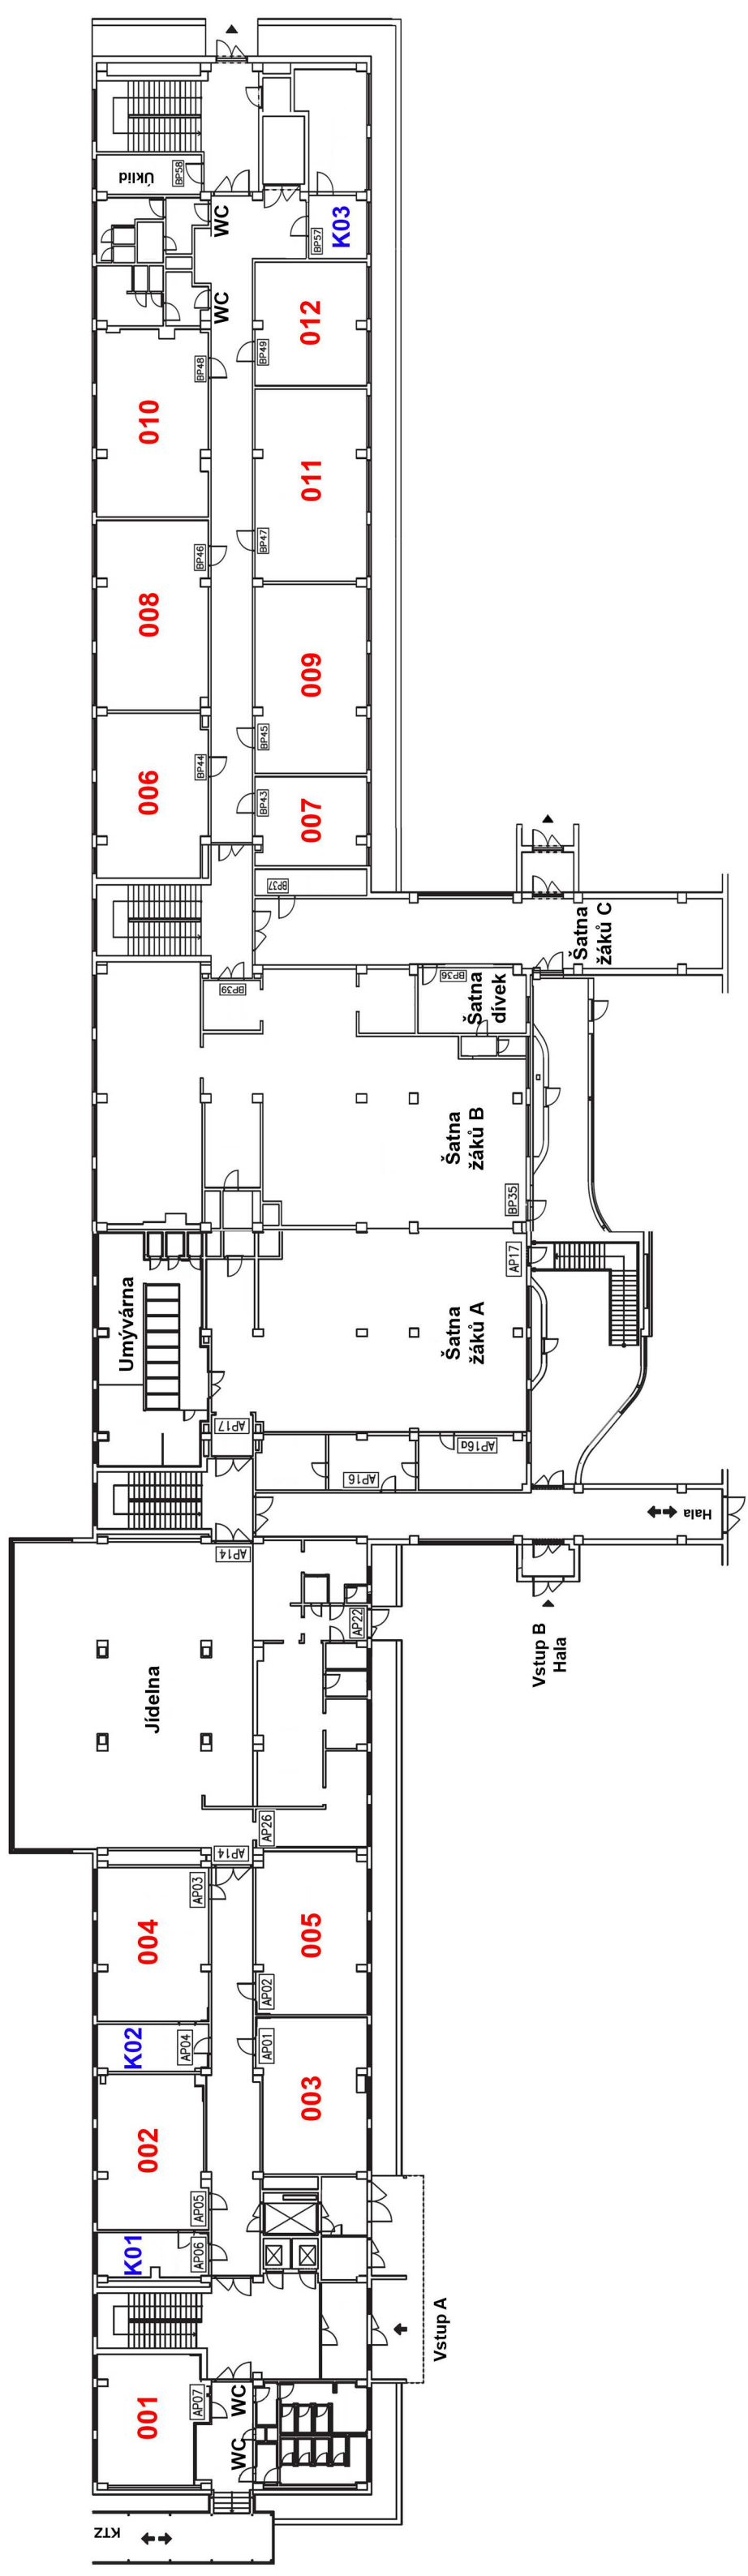 Úklid
BP58
WC
BP57
K03
WC
012
BP49
BP48
010
011
BP47
BP46
008
009
BP45
BP44
006
BP43
007
BP37
Šatna
žáků C
BP36
Šatna
dívek
BP39
Šatna
žáků B
BP35
AP17
Umývárna
Šatna
žáků A
AP17
AP16a
AP16
Hala
AP14
AP22
Vstup B
Hala
Jídelna
AP26
AP14
AP03
004
005
AP02
K02
AP04
AP01
002
003
AP05
K01
AP06
Vstup A
001
AP07
WC
WC
KTZ